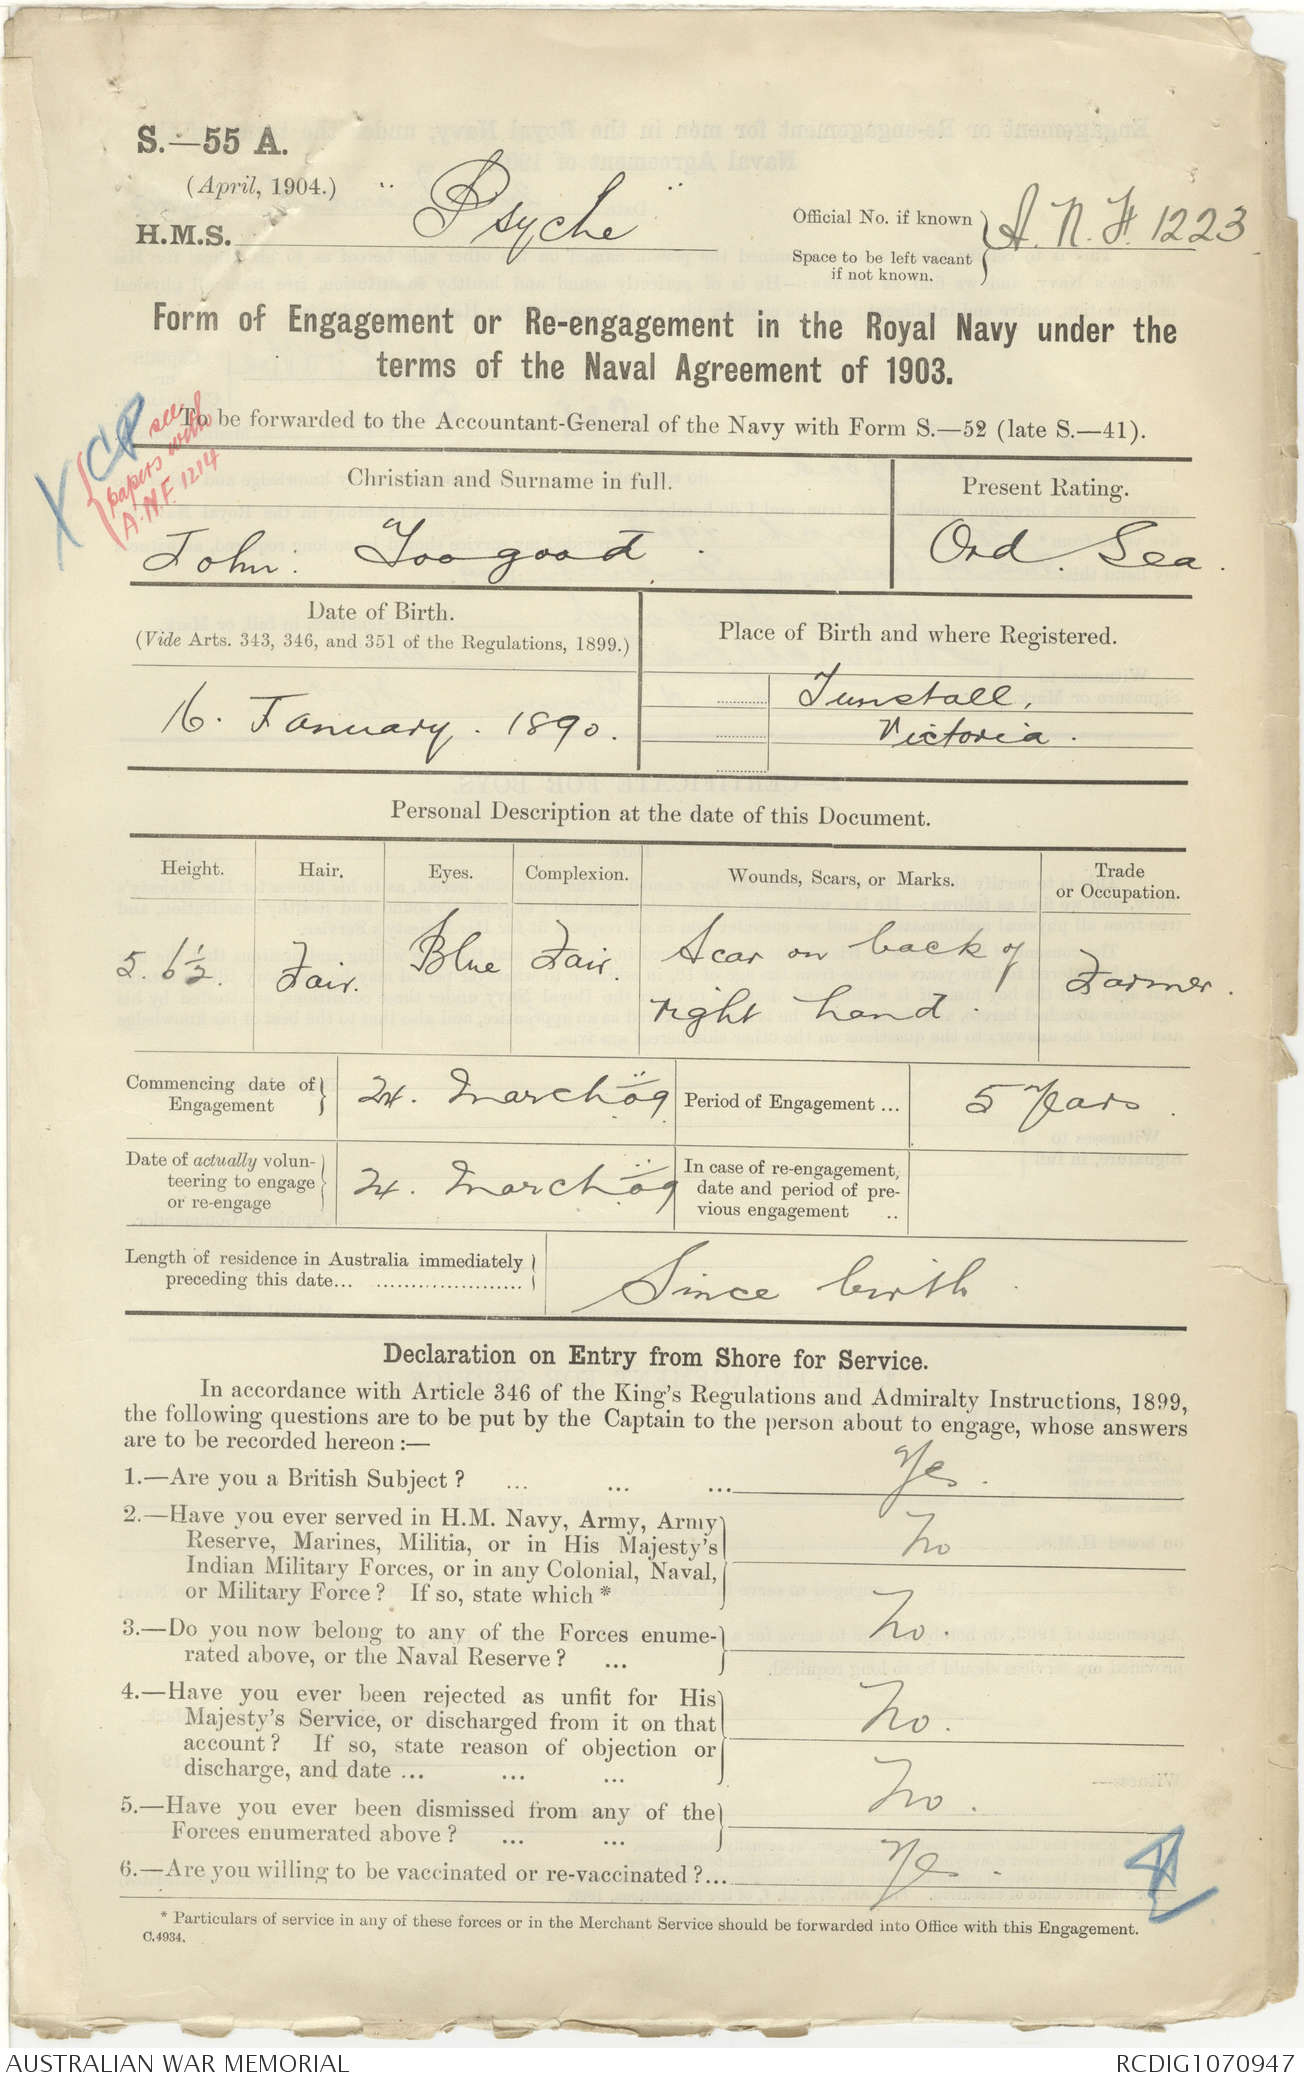 S.—55 A.
(April, 1904.)
H.M.S. "Psyche"
Official No. if known
Space to be left vacant
if not known.
A. N. F. 1223
Form of Engagement or Re-engagement in the Royal Navy under the
terms of the Naval Agreement of 1903.
X
see
papers with
A.N.F. 1214
To be forwarded to the Accountant-General of the Navy with Form S.—52 (late S.—41).
Christian and Surname in full.
Present Rating.
John. Toogood.
Ord. Sea.
Date of Birth.
(Vide Arts. 343, 346, and 351 of the Regulations, 1899.)
Place of Birth and where Registered.
16. January. 1890.
Tunstall,
Victoria.
Personal Description at the date of this Document.
Height. Hair. Eyes. Complexion. Wounds, Scars, or Marks. Trade
or Occupation.
5. 6½. Fair. Blue Fair. Scar on back of
right hand. Farmer.
Commencing date of
Engagement
24. March 09
Period of Engagement ...
5 Years.
Date of actually volun-
teering to engage
or re-engage
24. March 09
In case of re-engagement,
date and period of pre-
vious engagement ..
Length of residence in Australia immediately
preceding this date... ......................
Since birth.
Declaration on Entry from Shore for Service.
In accordance with Article 346 of the King's Regulations and Admiralty Instructions, 1899,
the following questions are to be put by the Captain to the person about to engage, whose answers
are to be recorded hereon :—
1.—Are you a British Subject ? ... ... ... Yes.
2.—Have you ever served in H.M. Navy, Army, Army
Reserve, Marines, Militia, or in His Majesty's
Indian Military Forces, or in any Colonial, Naval,
or Military Force ? If so, state which *
No
3.—Do you now belong to any of the Forces enume-
rated above, or the Naval Reserve ? ...
No.
4.—Have you ever been rejected as unfit for His
Majesty's Service, or discharged from it on that
account ? If so, state reason of objection or
discharge, and date ... ... ...
No.
5.—Have you ever been dismissed from any of the
Forces enumerated above ? ... ...
No.
6.—Are you willing to be vaccinated or re-vaccinated ?... Yes.
* Particulars of service in any of these forces or in the Merchant Service should be forwarded into Office with this Engagement.
C.4934.
AUSTRALIAN WAR MEMORIAL
RCDIG1070947